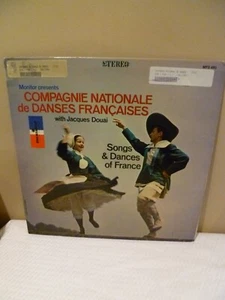 STEREO
Monitor presents
COMPAGNIE NATIONALE
de DANSES FRANÇAISES
with Jacques Douai
Songs
& Dances
of France